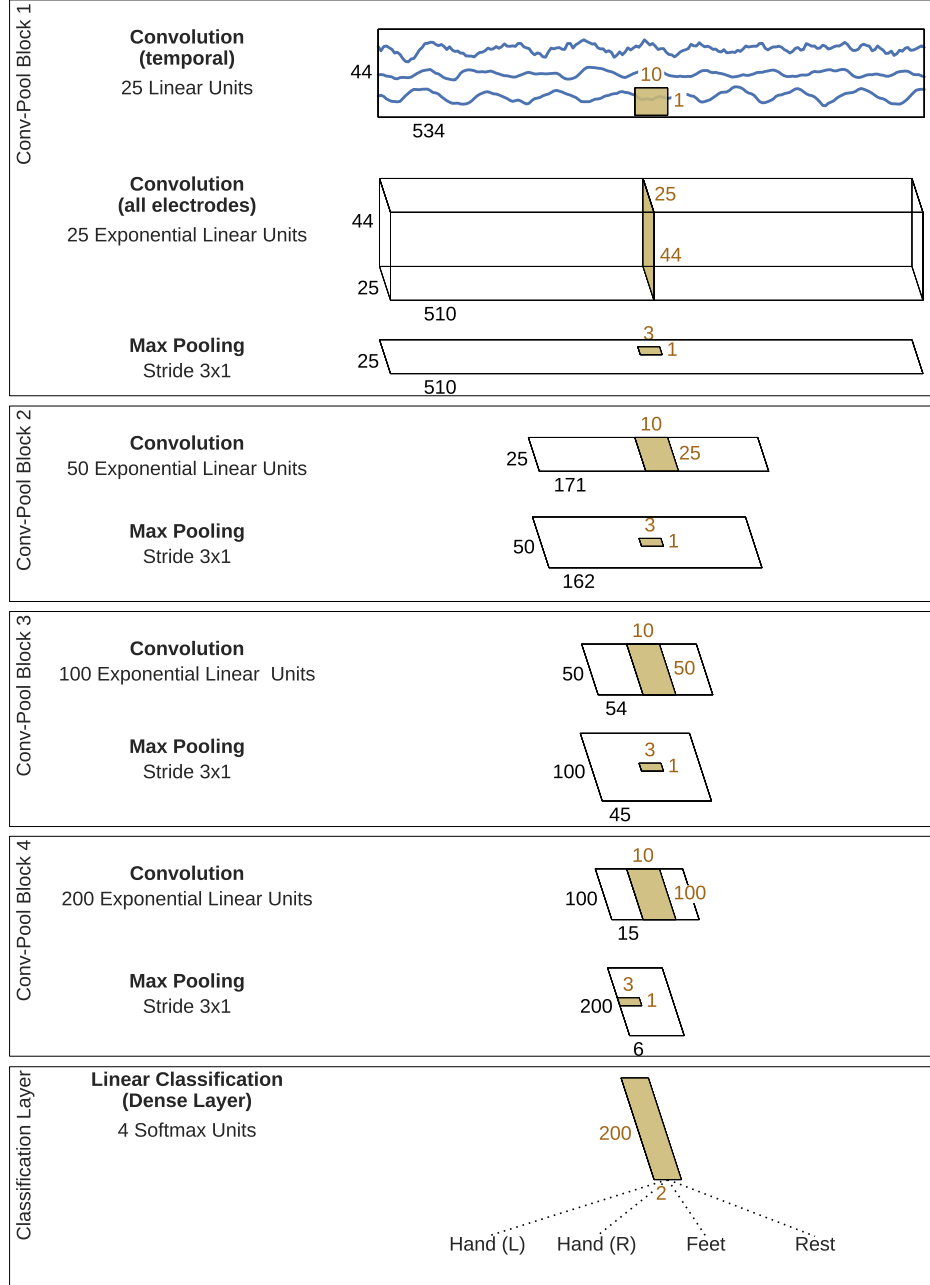 Conv-Pool Block 1
Convolution
(temporal)
25 Linear Units
44
10
1
534
Convolution
(all electrodes)
25 Exponential Linear Units
44
25
25
44
510
Max Pooling
Stride 3x1
25
3
1
510
Conv-Pool Block 2
Convolution
50 Exponential Linear Units
25
10
25
171
Max Pooling
Stride 3x1
50
3
1
162
Conv-Pool Block 3
Convolution
100 Exponential Linear  Units
50
10
50
54
Max Pooling
Stride 3x1
100
3
1
45
Conv-Pool Block 4
Convolution
200 Exponential Linear Units
100
10
100
15
Max Pooling
Stride 3x1
200
3
1
6
Classification Layer
Linear Classification
(Dense Layer)
4 Softmax Units
200
2
Hand (L) Hand (R) Feet Rest